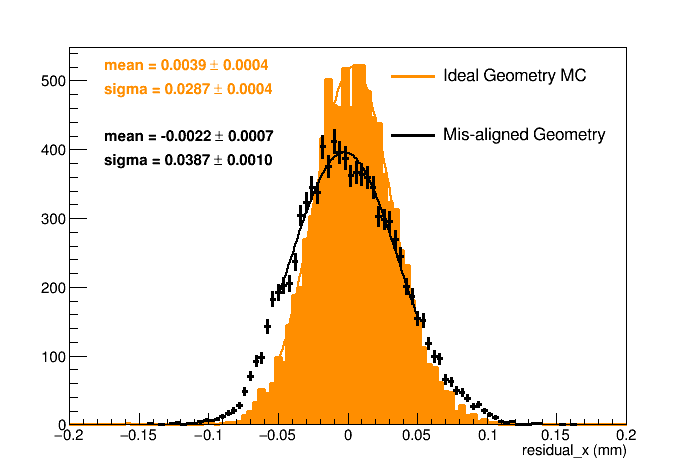 mean = 0.0039 ± 0.0004
sigma = 0.0287 ± 0.0004
mean = -0.0022 ± 0.0007
sigma = 0.0387 ± 0.0010
Ideal Geometry MC
Mis-aligned Geometry
500
400
300
200
100
0
−0.2 −0.15 −0.1 −0.05 0 0.05 0.1 0.15 0.2
residual_x (mm)